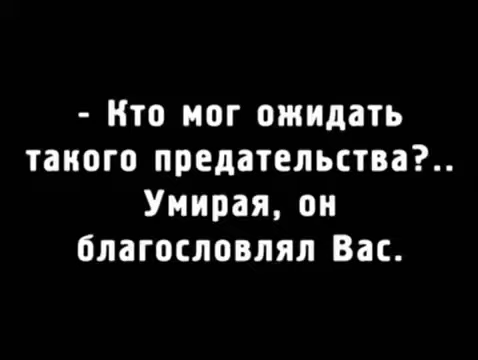 - Кто мог ожидать
такого предательства?..
Умирая, он
благословлял Вас.